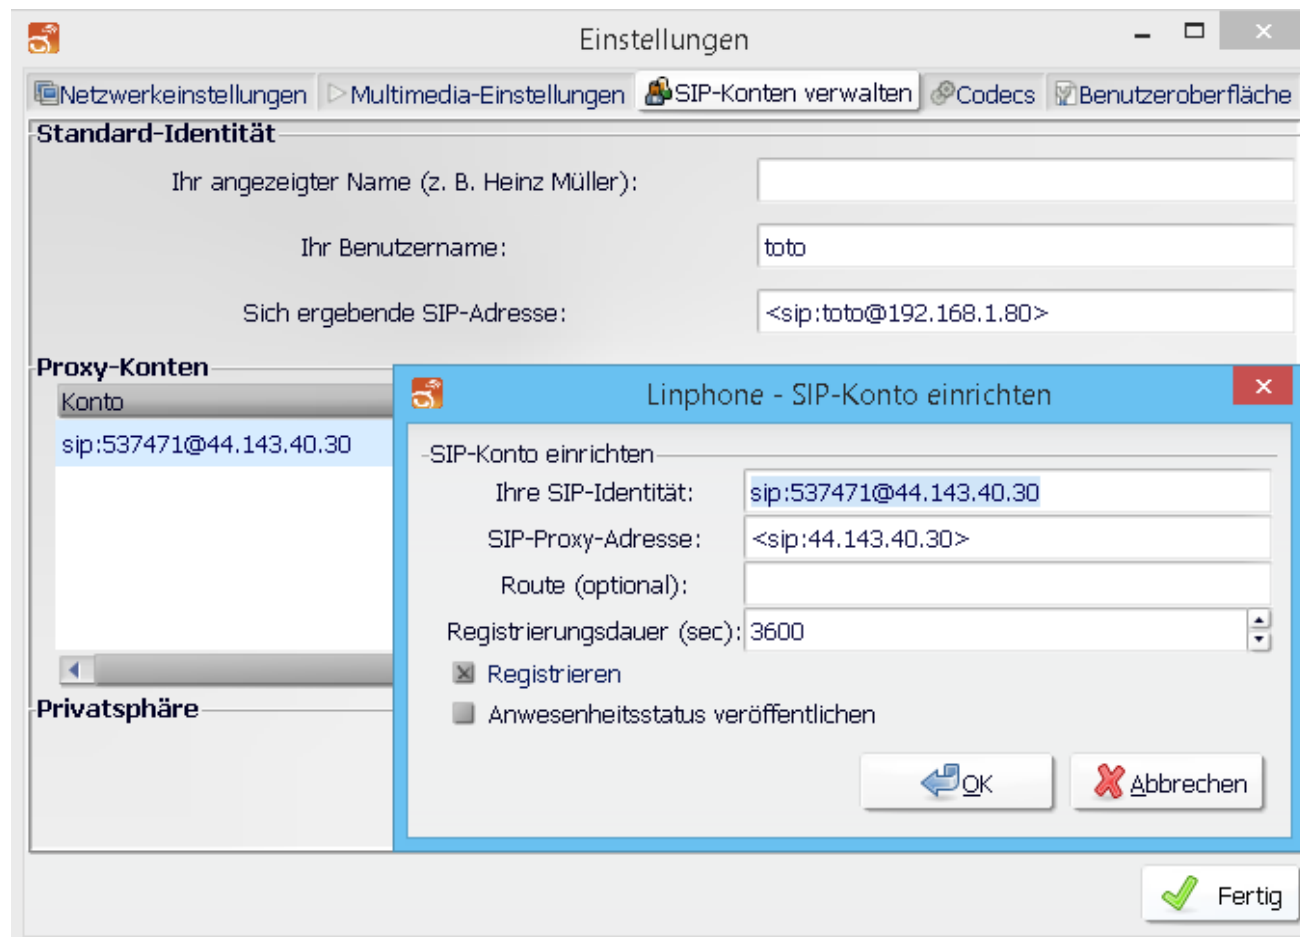 Einstellungen
Netzwerkeinstellungen Multimedia-Einstellungen SIP-Konten verwalten Codecs Benutzeroberfläche
Standard-Identität
Ihr angezeigter Name (z. B. Heinz Müller):
Ihr Benutzername: toto
Sich ergebende SIP-Adresse: <sip:toto@192.168.1.80>
Proxy-Konten
Konto
sip:537471@44.143.40.30
Linphone - SIP-Konto einrichten
SIP-Konto einrichten
Ihre SIP-Identität: sip:537471@44.143.40.30
SIP-Proxy-Adresse: <sip:44.143.40.30>
Route (optional):
Registrierungsdauer (sec): 3600
Registrieren
Anwesenheitsstatus veröffentlichen
OK Abbrechen
Privatsphäre
Fertig